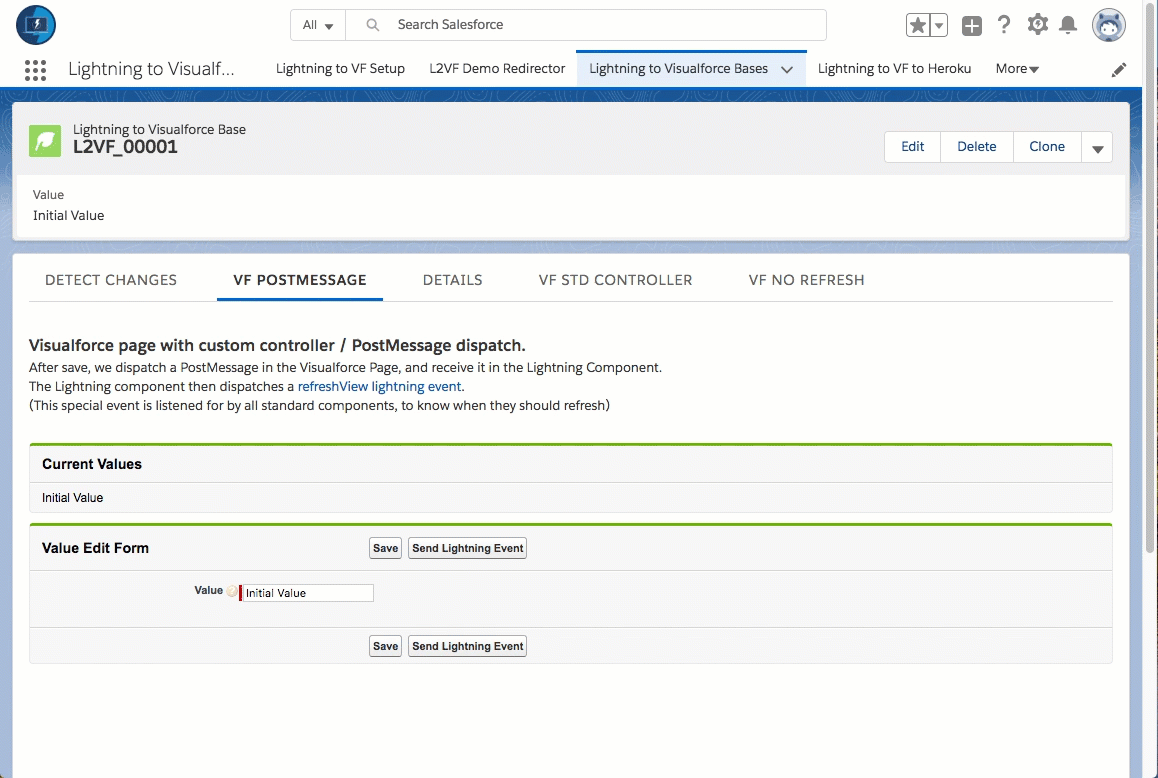 All
Search Salesforce
Lightning to Visualf...
Lightning to VF Setup
L2VF Demo Redirector
Lightning to Visualforce Bases
Lightning to VF to Heroku
More
Lightning to Visualforce Base
L2VF_00001
Edit
Delete
Clone
Value
Initial Value
DETECT CHANGES
VF POSTMESSAGE
DETAILS
VF STD CONTROLLER
VF NO REFRESH
Visualforce page with custom controller / PostMessage dispatch.
After save, we dispatch a PostMessage in the Visualforce Page, and receive it in the Lightning Component.
The Lightning component then dispatches a refreshView lightning event.
(This special event is listened for by all standard components, to know when they should refresh)
Current Values
Initial Value
Value Edit Form
Save
Send Lightning Event
Value
Initial Value
Save
Send Lightning Event